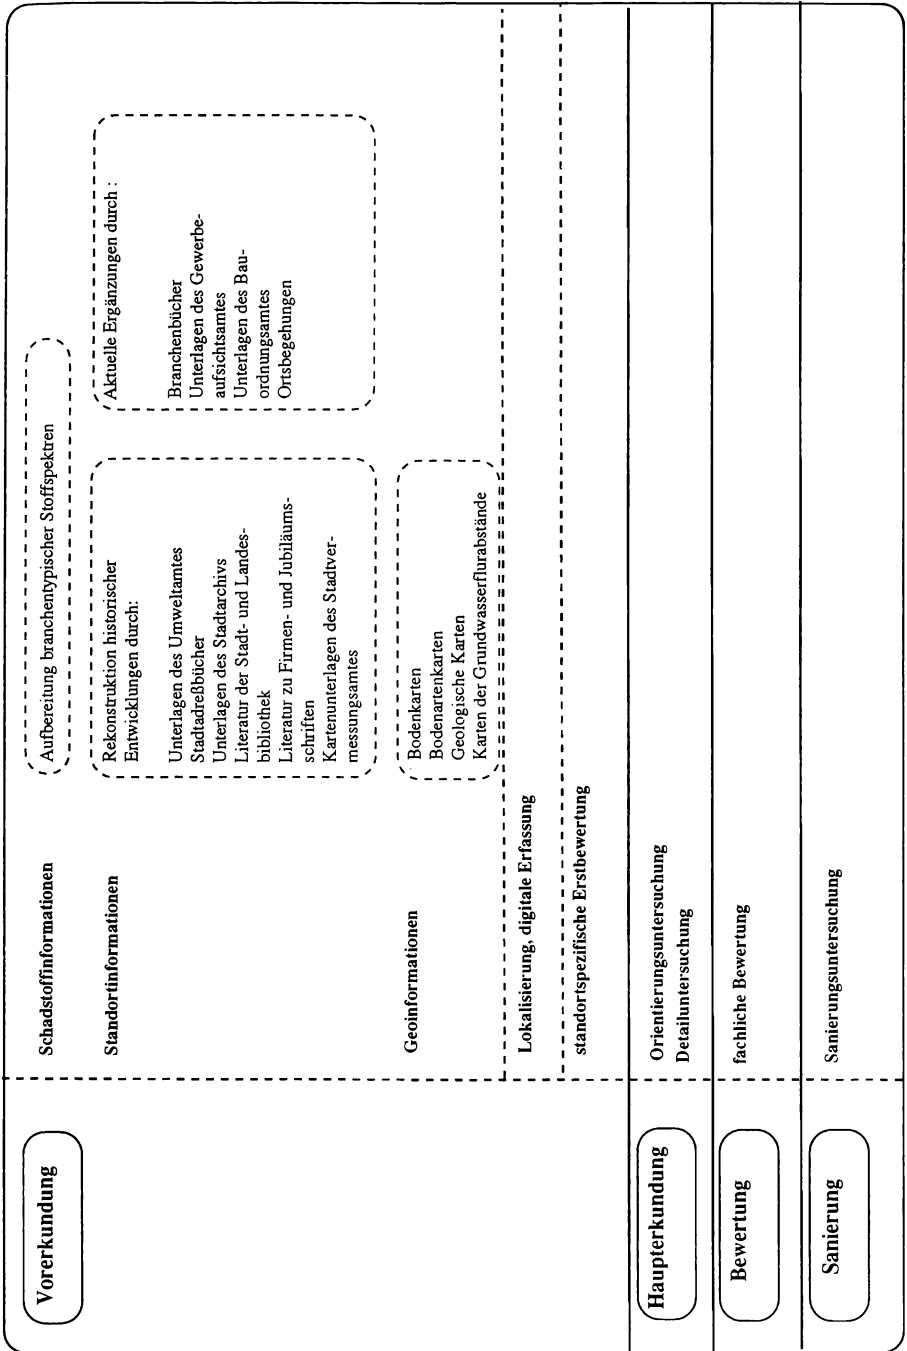 Vorerkundung
Schadstoffinformationen
Aufbereitung branchentypischer Stoffspektren
Standortinformationen
Rekonstruktion historischer
Entwicklungen durch:
Unterlagen des Umweltamtes
Stadtadreßbücher
Unterlagen des Stadtarchivs
Literatur der Stadt- und Landes-
bibliothek
Literatur zu Firmen- und Jubiläums-
schriften
Kartenunterlagen des Stadtver-
messungsamtes
Aktuelle Ergänzungen durch :
Branchenbücher
Unterlagen des Gewerbe-
aufsichtsamtes
Unterlagen des Bau-
ordnungsamtes
Ortsbegehungen
Geoinformationen
Bodenkarten
Bodenartenkarten
Geologische Karten
Karten der Grundwasserflurabstände
Lokalisierung, digitale Erfassung
standortspezifische Erstbewertung
Haupterkundung
Orientierungsuntersuchung
Detailuntersuchung
Bewertung
fachliche Bewertung
Sanierung
Sanierungsuntersuchung